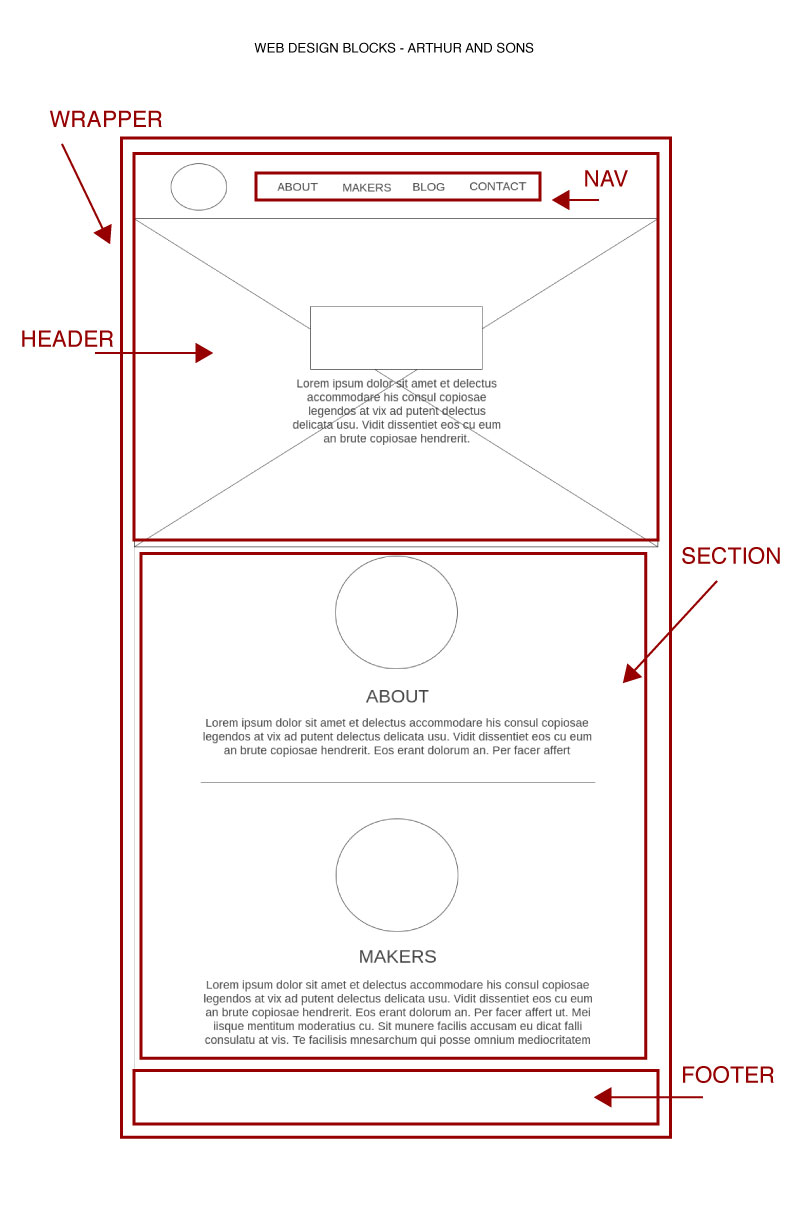 WEB DESIGN BLOCKS - ARTHUR AND SONS
WRAPPER
ABOUT MAKERS BLOG CONTACT
NAV
HEADER
Lorem ipsum dolor sit amet et delectus
accommodare his consul copiosae
legendos at vix ad putent delectus
delicata usu. Vidit dissentiet eos cu eum
an brute copiosae hendrerit.
SECTION
ABOUT
Lorem ipsum dolor sit amet et delectus accommodare his consul copiosae
legendos at vix ad putent delectus delicata usu. Vidit dissentiet eos cu eum
an brute copiosae hendrerit. Eos erant dolorum an. Per facer affert
MAKERS
Lorem ipsum dolor sit amet et delectus accommodare his consul copiosae
legendos at vix ad putent delectus delicata usu. Vidit dissentiet eos cu eum
an brute copiosae hendrerit. Eos erant dolorum an. Per facer affert ut. Mei
iisque mentitum moderatius cu. Sit munere facilis accusam eu dicat falli
consulatu at vis. Te facilisis mnesarchum qui posse omnium mediocritatem
FOOTER